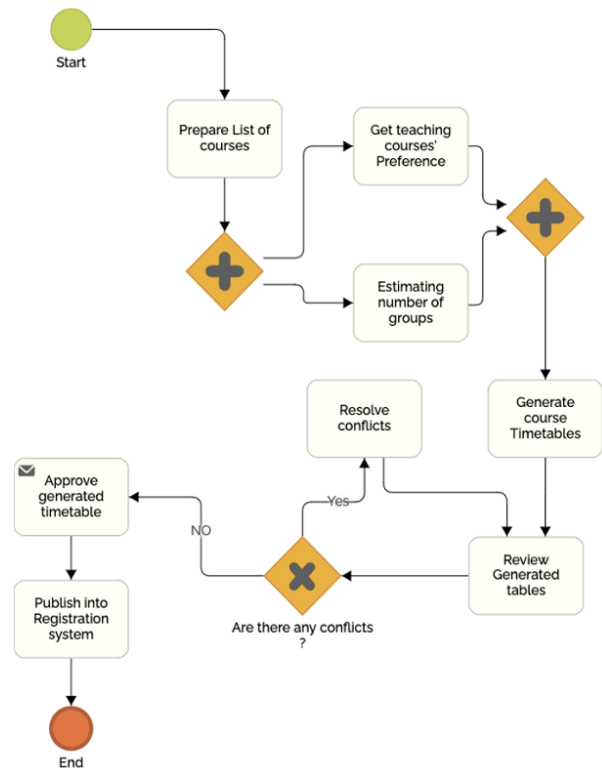 Start
Prepare List of
courses
Get teaching
courses'
Preference
Estimating
number of
groups
Generate
course
Timetables
Resolve
conflicts
Yes
Review
Generated
tables
Are there any conflicts
?
NO
Approve
generated
timetable
Publish into
Registration
system
End